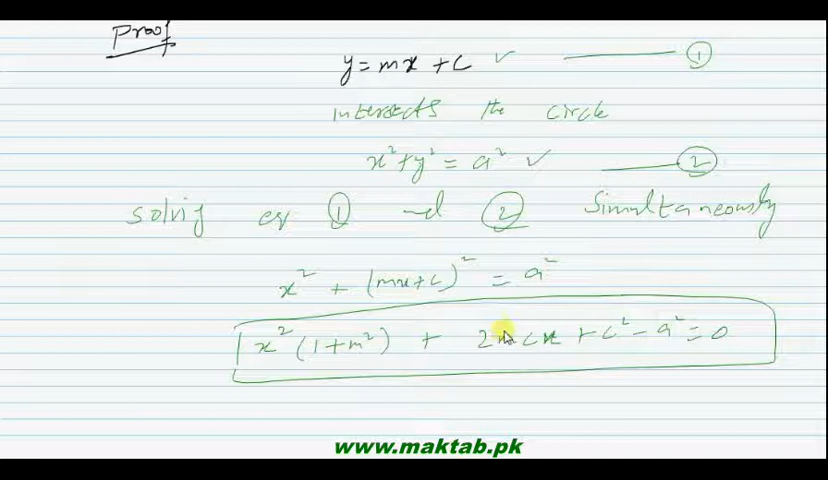 Proof
y = mx + c ✓ ——— ①
intersects the circle
x² + y² = a² ✓ ——— ②
solving eq ① and ② Simultaneously
x² + (mx+c)² = a²
x²(1+m²) + 2mcx + c² - a² = 0
www.maktab.pk